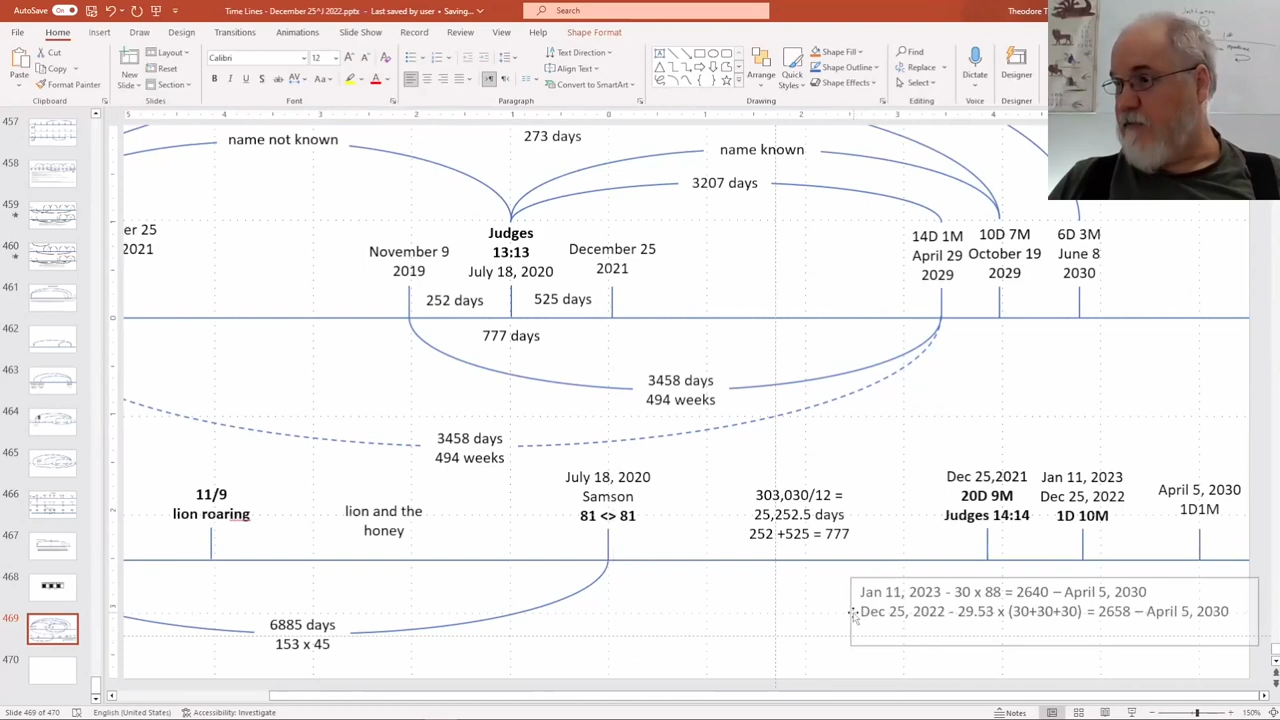 AutoSave
On
Time Lines - December 25^J 2022.pptx - Last saved by user • Saving...
Search
Theodore T
File
Home
Insert
Draw
Design
Transitions
Animations
Slide Show
Record
Review
View
Help
Shape Format
Paste
Cut
Copy
Format Painter
Clipboard
New
Slide
Layout
Reset
Section
Slides
Calibri
12
Font
Text Direction
Align Text
Convert to SmartArt
Paragraph
Arrange
Quick
Styles
Shape Fill
Shape Outline
Shape Effects
Drawing
Find
Replace
Select
Editing
Dictate
Voice
Designer
Designer
457
458
459
460
461
462
463
464
465
466
467
468
469
470
name not known
273 days
name known
3207 days
er 25
2021
November 9
2019
Judges
13:13
July 18, 2020
December 25
2021
14D 1M
April 29
2029
10D 7M
October 19
2029
6D 3M
June 8
2030
252 days
525 days
777 days
3458 days
494 weeks
3458 days
494 weeks
11/9
lion roaring
lion and the
honey
July 18, 2020
Samson
81 <> 81
303,030/12 =
25,252.5 days
252 +525 = 777
Dec 25,2021
20D 9M
Judges 14:14
Jan 11, 2023
Dec 25, 2022
1D 10M
April 5, 2030
1D1M
Jan 11, 2023 - 30 x 88 = 2640 – April 5, 2030
Dec 25, 2022 - 29.53 x (30+30+30) = 2658 – April 5, 2030
6885 days
153 x 45
Slide 469 of 470
English (United States)
Accessibility: Investigate
Notes
150%